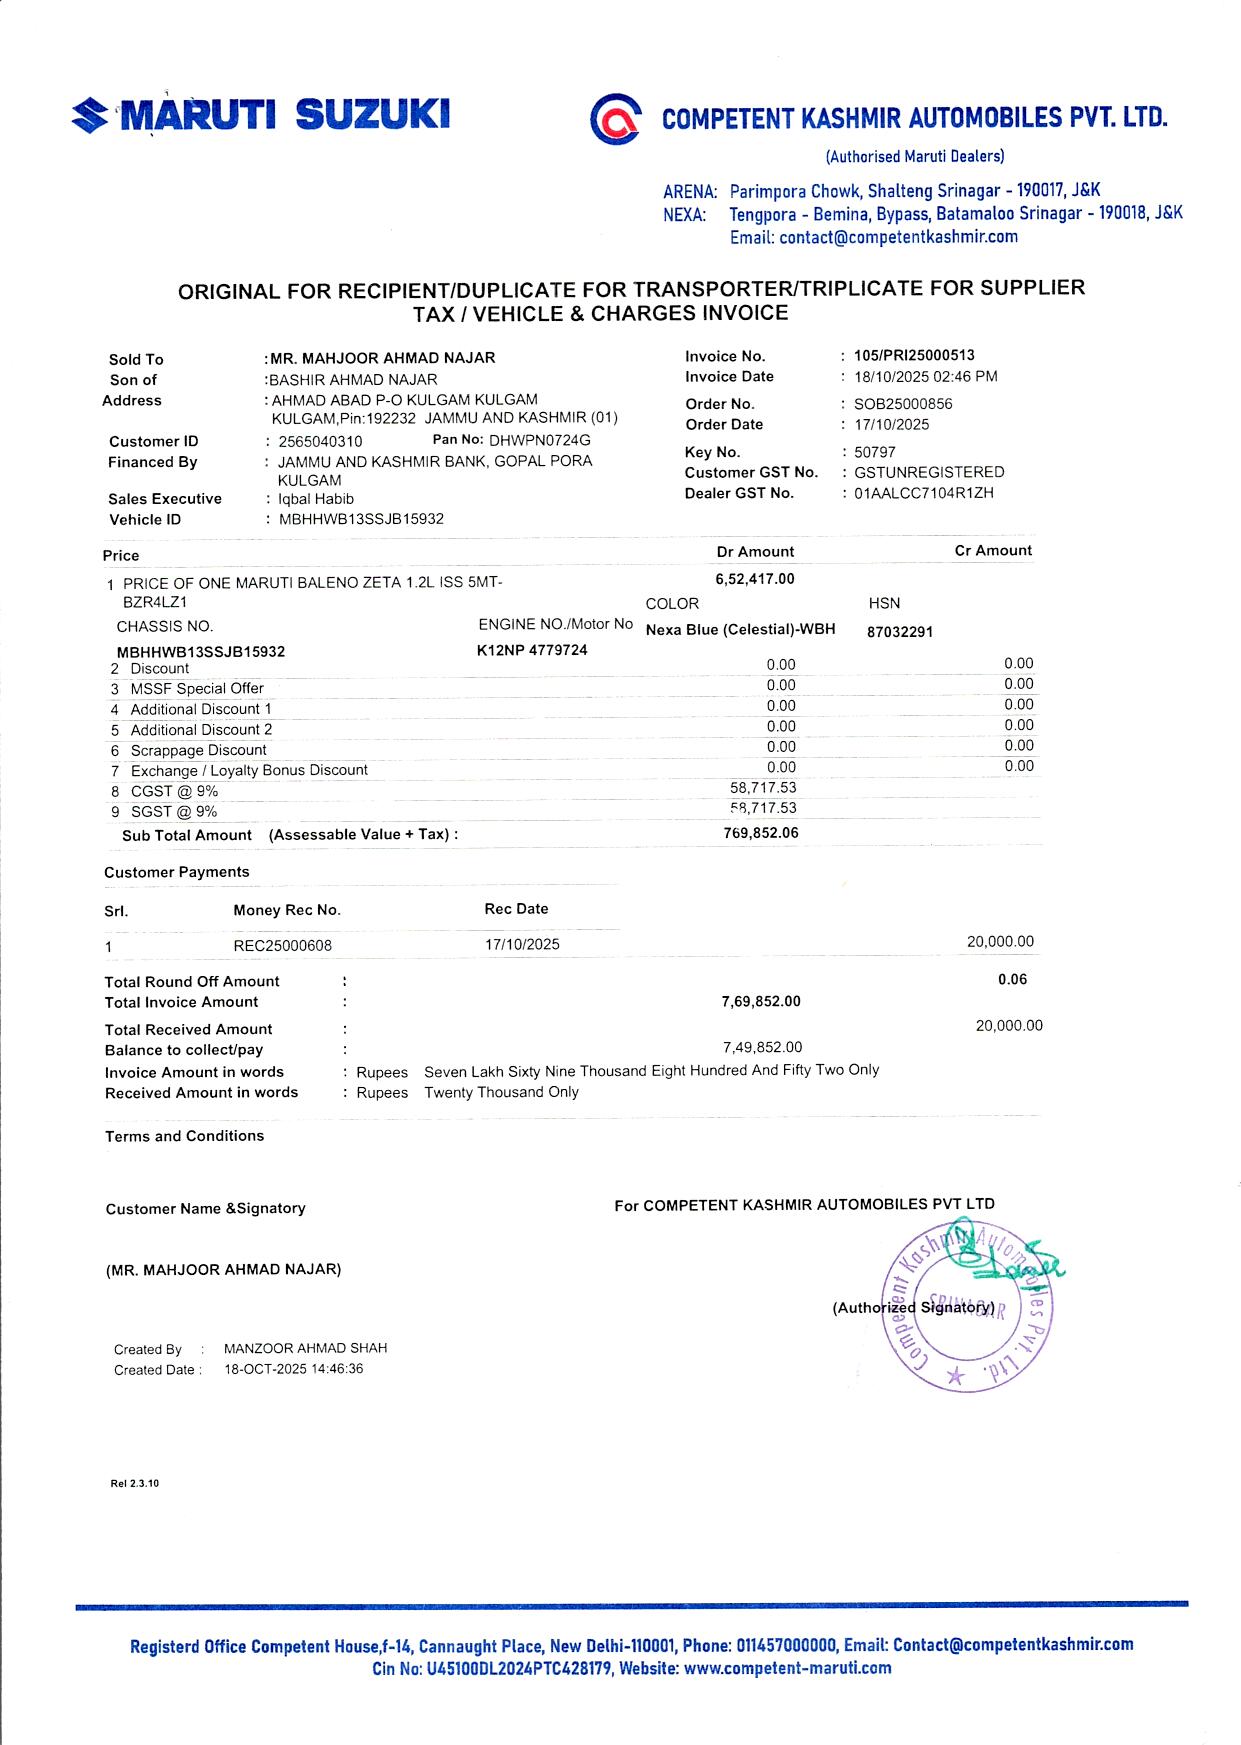 MARUTI SUZUKI
COMPETENT KASHMIR AUTOMOBILES PVT. LTD.
(Authorised Maruti Dealers)
ARENA: Parimpora Chowk, Shalteng Srinagar - 190017, J&K
NEXA: Tengpora - Bemina, Bypass, Batamaloo Srinagar - 190018, J&K
Email: contact@competentkashmir.com
ORIGINAL FOR RECIPIENT/DUPLICATE FOR TRANSPORTER/TRIPLICATE FOR SUPPLIER
TAX / VEHICLE & CHARGES INVOICE
Sold To :MR. MAHJOOR AHMAD NAJAR
Son of :BASHIR AHMAD NAJAR
Address : AHMAD ABAD P-O KULGAM KULGAM
KULGAM,Pin:192232 JAMMU AND KASHMIR (01)
Customer ID : 2565040310 Pan No: DHWPN0724G
Financed By : JAMMU AND KASHMIR BANK, GOPAL PORA
KULGAM
Sales Executive : Iqbal Habib
Vehicle ID : MBHHWB13SSJB15932
Invoice No. : 105/PRI25000513
Invoice Date : 18/10/2025 02:46 PM
Order No. : SOB25000856
Order Date : 17/10/2025
Key No. : 50797
Customer GST No. : GSTUNREGISTERED
Dealer GST No. : 01AALCC7104R1ZH
Price Dr Amount Cr Amount
1 PRICE OF ONE MARUTI BALENO ZETA 1.2L ISS 5MT- 6,52,417.00
BZR4LZ1 COLOR HSN
CHASSIS NO. ENGINE NO./Motor No Nexa Blue (Celestial)-WBH 87032291
MBHHWB13SSJB15932 K12NP 4779724
2 Discount 0.00 0.00
3 MSSF Special Offer 0.00 0.00
4 Additional Discount 1 0.00 0.00
5 Additional Discount 2 0.00 0.00
6 Scrappage Discount 0.00 0.00
7 Exchange / Loyalty Bonus Discount 0.00 0.00
8 CGST @ 9% 58,717.53
9 SGST @ 9% 58,717.53
Sub Total Amount (Assessable Value + Tax) : 769,852.06
Customer Payments
Srl. Money Rec No. Rec Date
1 REC25000608 17/10/2025 20,000.00
Total Round Off Amount : 0.06
Total Invoice Amount : 7,69,852.00
Total Received Amount : 20,000.00
Balance to collect/pay : 7,49,852.00
Invoice Amount in words : Rupees Seven Lakh Sixty Nine Thousand Eight Hundred And Fifty Two Only
Received Amount in words : Rupees Twenty Thousand Only
Terms and Conditions
Customer Name &Signatory
For COMPETENT KASHMIR AUTOMOBILES PVT LTD
(MR. MAHJOOR AHMAD NAJAR)
(Authorized Signatory)
Competent Kashmir Automobiles Pvt. Ltd.
SRINAGAR
Created By : MANZOOR AHMAD SHAH
Created Date : 18-OCT-2025 14:46:36
Rel 2.3.10
Registerd Office Competent House,f-14, Cannaught Place, New Delhi-110001, Phone: 011457000000, Email: Contact@competentkashmir.com
Cin No: U45100DL2024PTC428179, Website: www.competent-maruti.com